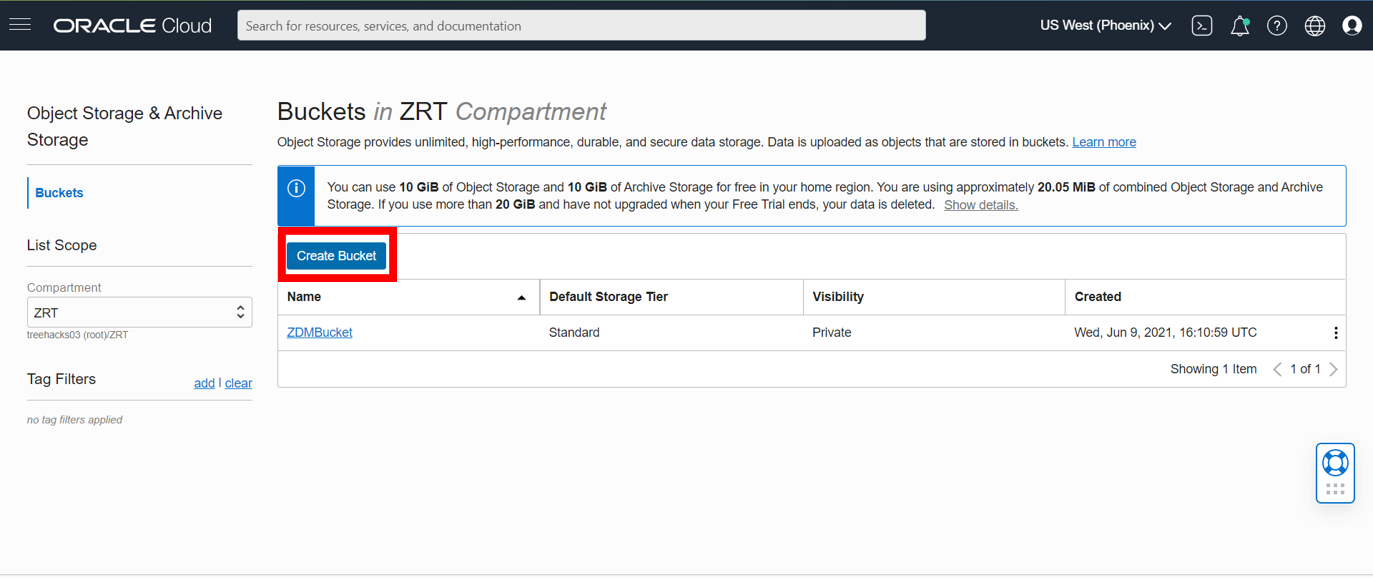 ORACLE Cloud
Search for resources, services, and documentation
US West (Phoenix)
Object Storage & Archive
Storage
Buckets
List Scope
Compartment
ZRT
treehacks03 (root)/ZRT
Tag Filters
add | clear
no tag filters applied
Buckets in ZRT Compartment
Object Storage provides unlimited, high-performance, durable, and secure data storage. Data is uploaded as objects that are stored in buckets. Learn more
You can use 10 GiB of Object Storage and 10 GiB of Archive Storage for free in your home region. You are using approximately 20.05 MiB of combined Object Storage and Archive
Storage. If you use more than 20 GiB and have not upgraded when your Free Trial ends, your data is deleted. Show details.
Create Bucket
Name Default Storage Tier Visibility Created
ZDMBucket Standard Private Wed, Jun 9, 2021, 16:10:59 UTC
Showing 1 Item 1 of 1